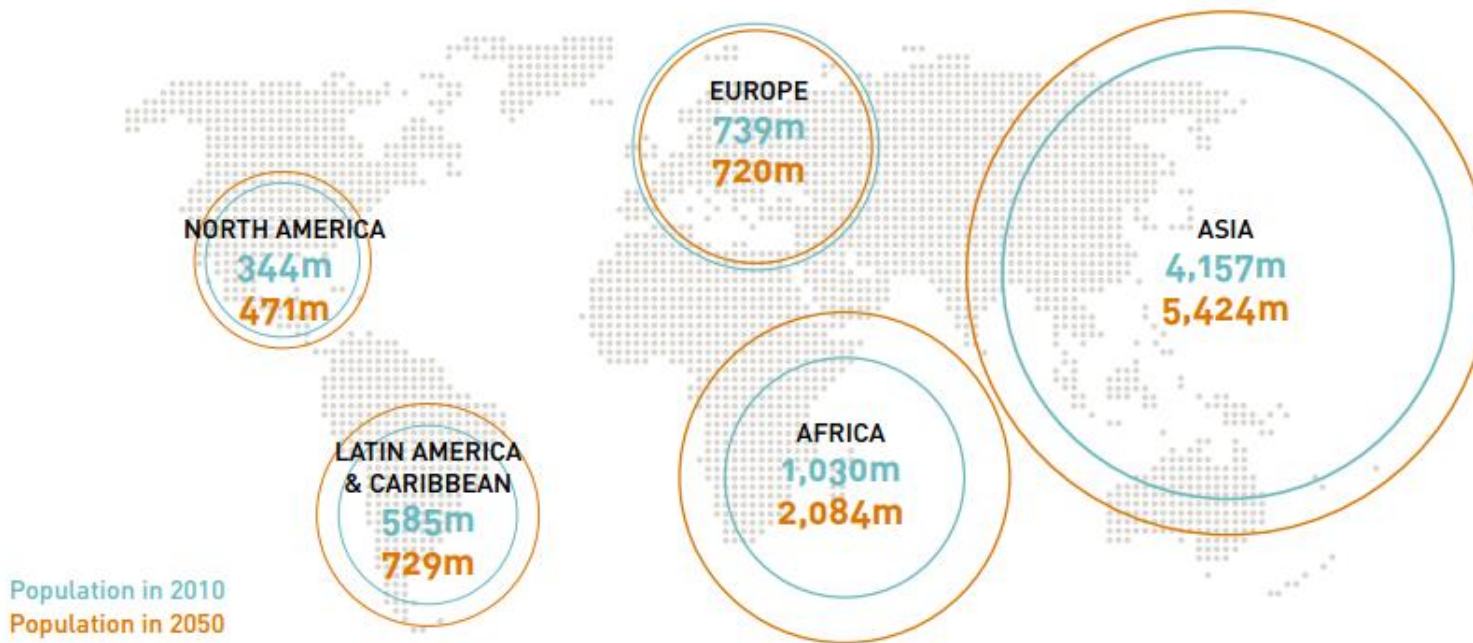 EUROPE
739m
720m
NORTH AMERICA
344m
471m
ASIA
4,157m
5,424m
LATIN AMERICA
& CARIBBEAN
585m
729m
AFRICA
1,030m
2,084m
Population in 2010
Population in 2050